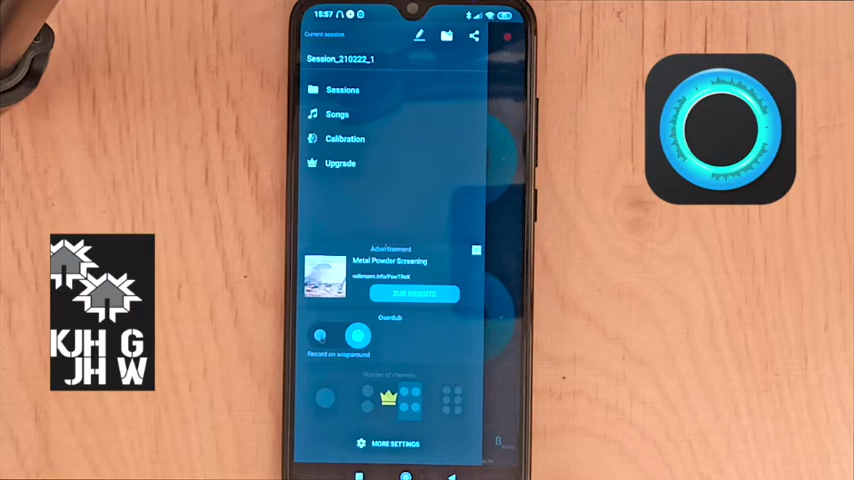 15:57
Current session
Session_210222_1
Sessions
Songs
Calibration
Upgrade
Advertisement
Metal Powder Screening
ZUR WEBSITE
Overdub
Record on wraparound
Number of channels
MORE SETTINGS
8
KJH G
JH W